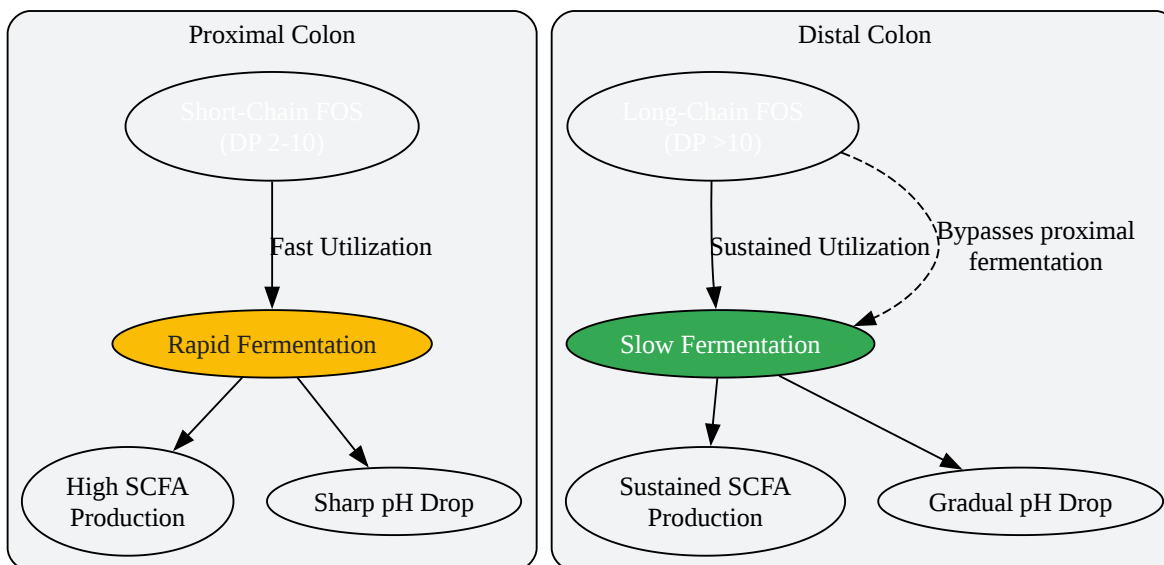 Proximal Colon
Short-Chain FOS
(DP 2-10)
Fast Utilization
Rapid Fermentation
High SCFA
Production
Sharp pH Drop
Distal Colon
Long-Chain FOS
(DP >10)
Sustained Utilization
Bypasses proximal
fermentation
Slow Fermentation
Sustained SCFA
Production
Gradual pH Drop